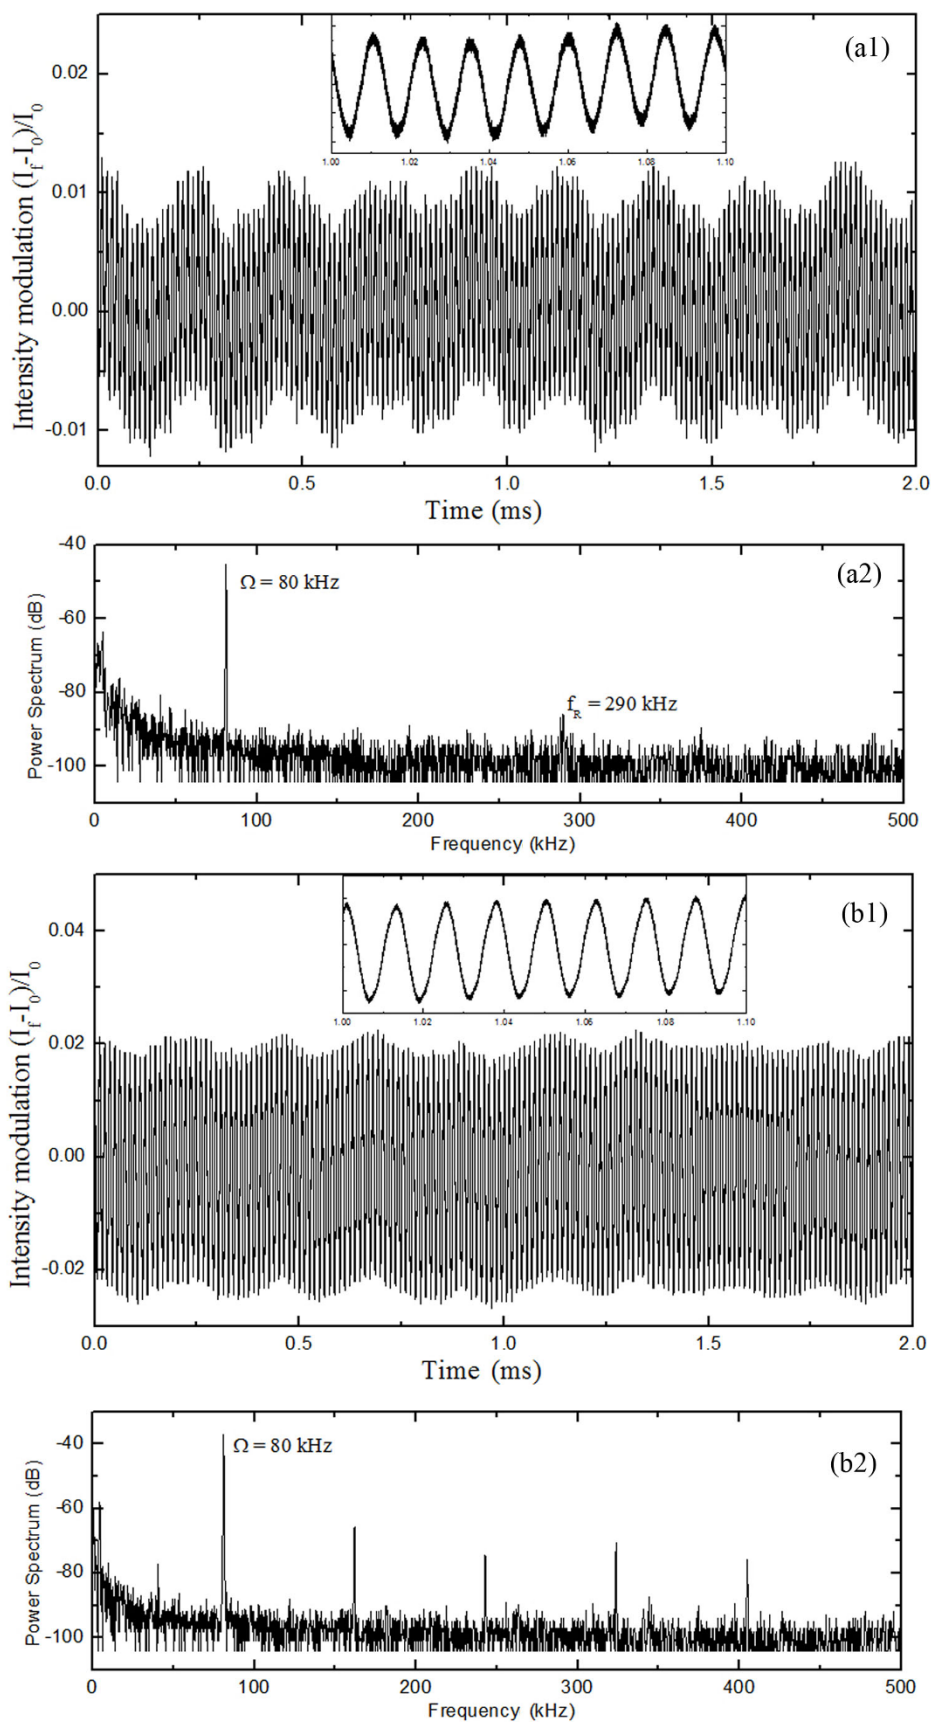 (a1)
0.02
0.01
0.00
-0.01
Intensity modulation (I_f-I_0)/I_0
1.00 1.02 1.04 1.06 1.08 1.10
0.0 0.5 1.0 1.5 2.0
Time (ms)
(a2)
-40
-60
-80
-100
Power Spectrum (dB)
Ω = 80 kHz
f_R = 290 kHz
0 100 200 300 400 500
Frequency (kHz)
(b1)
0.04
0.02
0.00
-0.02
Intensity modulation (I_f-I_0)/I_0
1.00 1.02 1.04 1.06 1.08 1.10
0.0 0.5 1.0 1.5 2.0
Time (ms)
(b2)
-40
-60
-80
-100
Power Spectrum (dB)
Ω = 80 kHz
0 100 200 300 400 500
Frequency (kHz)